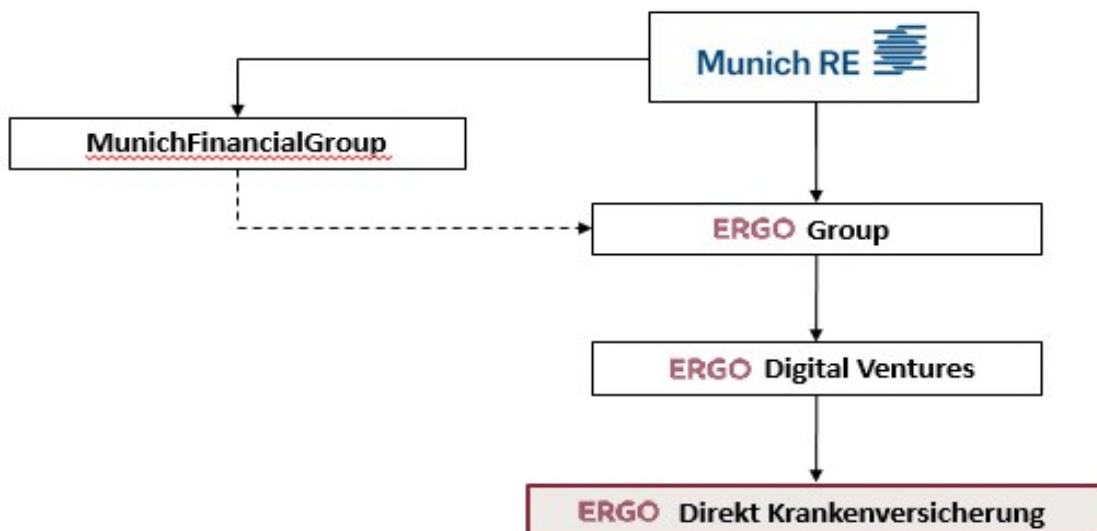 Munich RE
MunichFinancialGroup
ERGO Group
ERGO Digital Ventures
ERGO Direkt Krankenversicherung